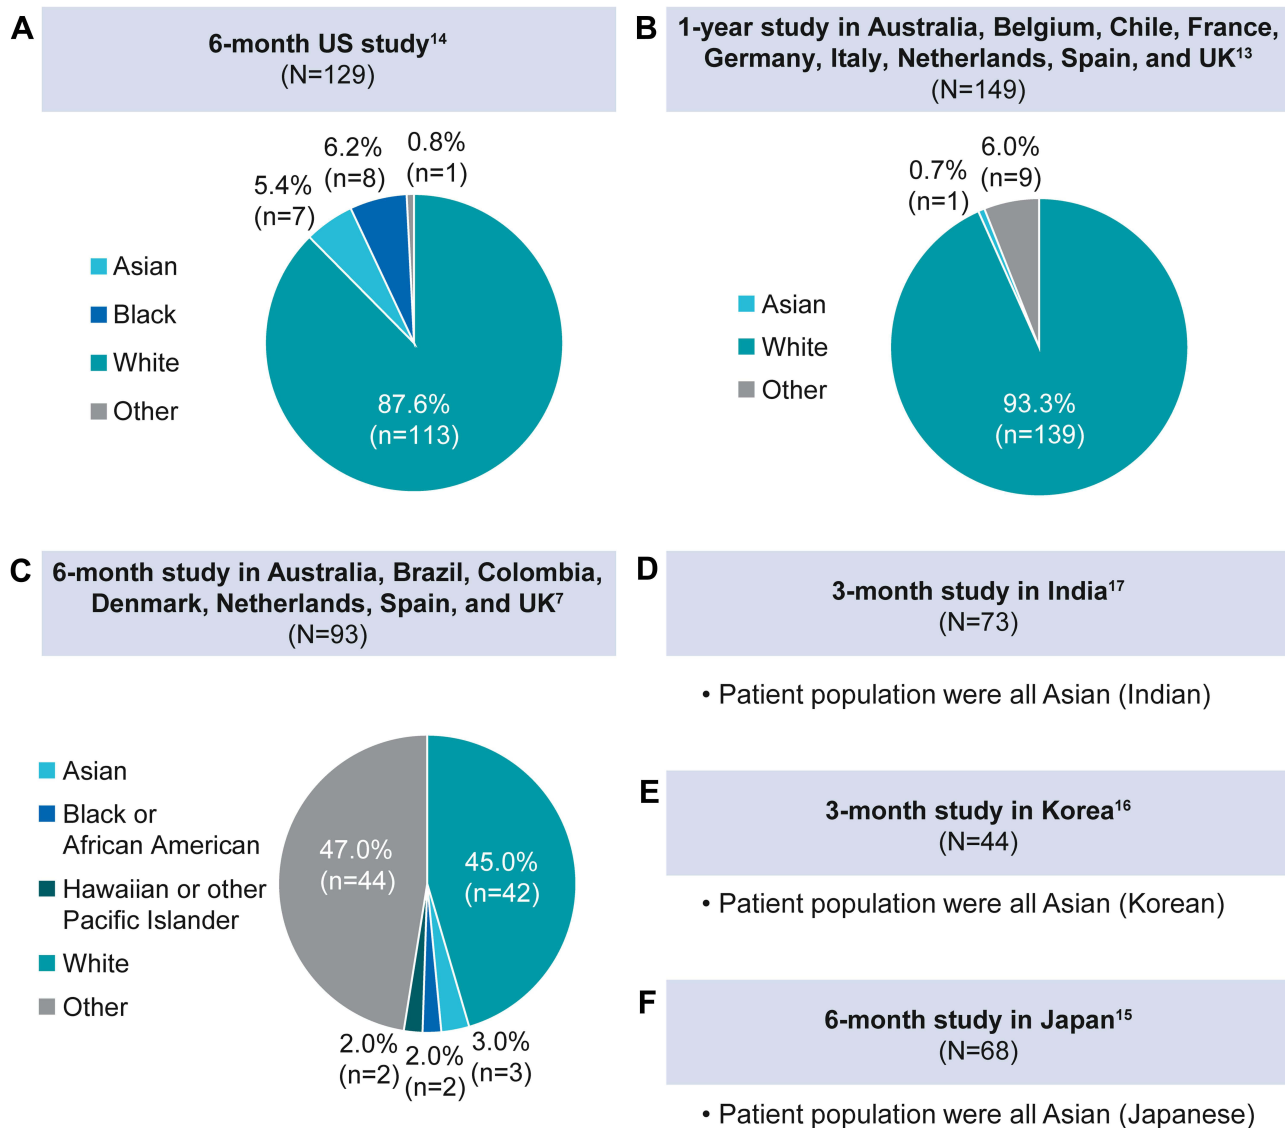 A
6-month US study¹⁴
(N=129)
0.8%
(n=1)
6.2%
(n=8)
5.4%
(n=7)
Asian
Black
White
Other
87.6%
(n=113)
B
1-year study in Australia, Belgium, Chile, France,
Germany, Italy, Netherlands, Spain, and UK¹³
(N=149)
6.0%
(n=9)
0.7%
(n=1)
Asian
White
Other
93.3%
(n=139)
C
6-month study in Australia, Brazil, Colombia,
Denmark, Netherlands, Spain, and UK⁷
(N=93)
Asian
Black or
African American
Hawaiian or other
Pacific Islander
White
Other
47.0%
(n=44)
45.0%
(n=42)
2.0%
(n=2)
2.0%
(n=2)
3.0%
(n=3)
D
3-month study in India¹⁷
(N=73)
• Patient population were all Asian (Indian)
E
3-month study in Korea¹⁶
(N=44)
• Patient population were all Asian (Korean)
F
6-month study in Japan¹⁵
(N=68)
• Patient population were all Asian (Japanese)